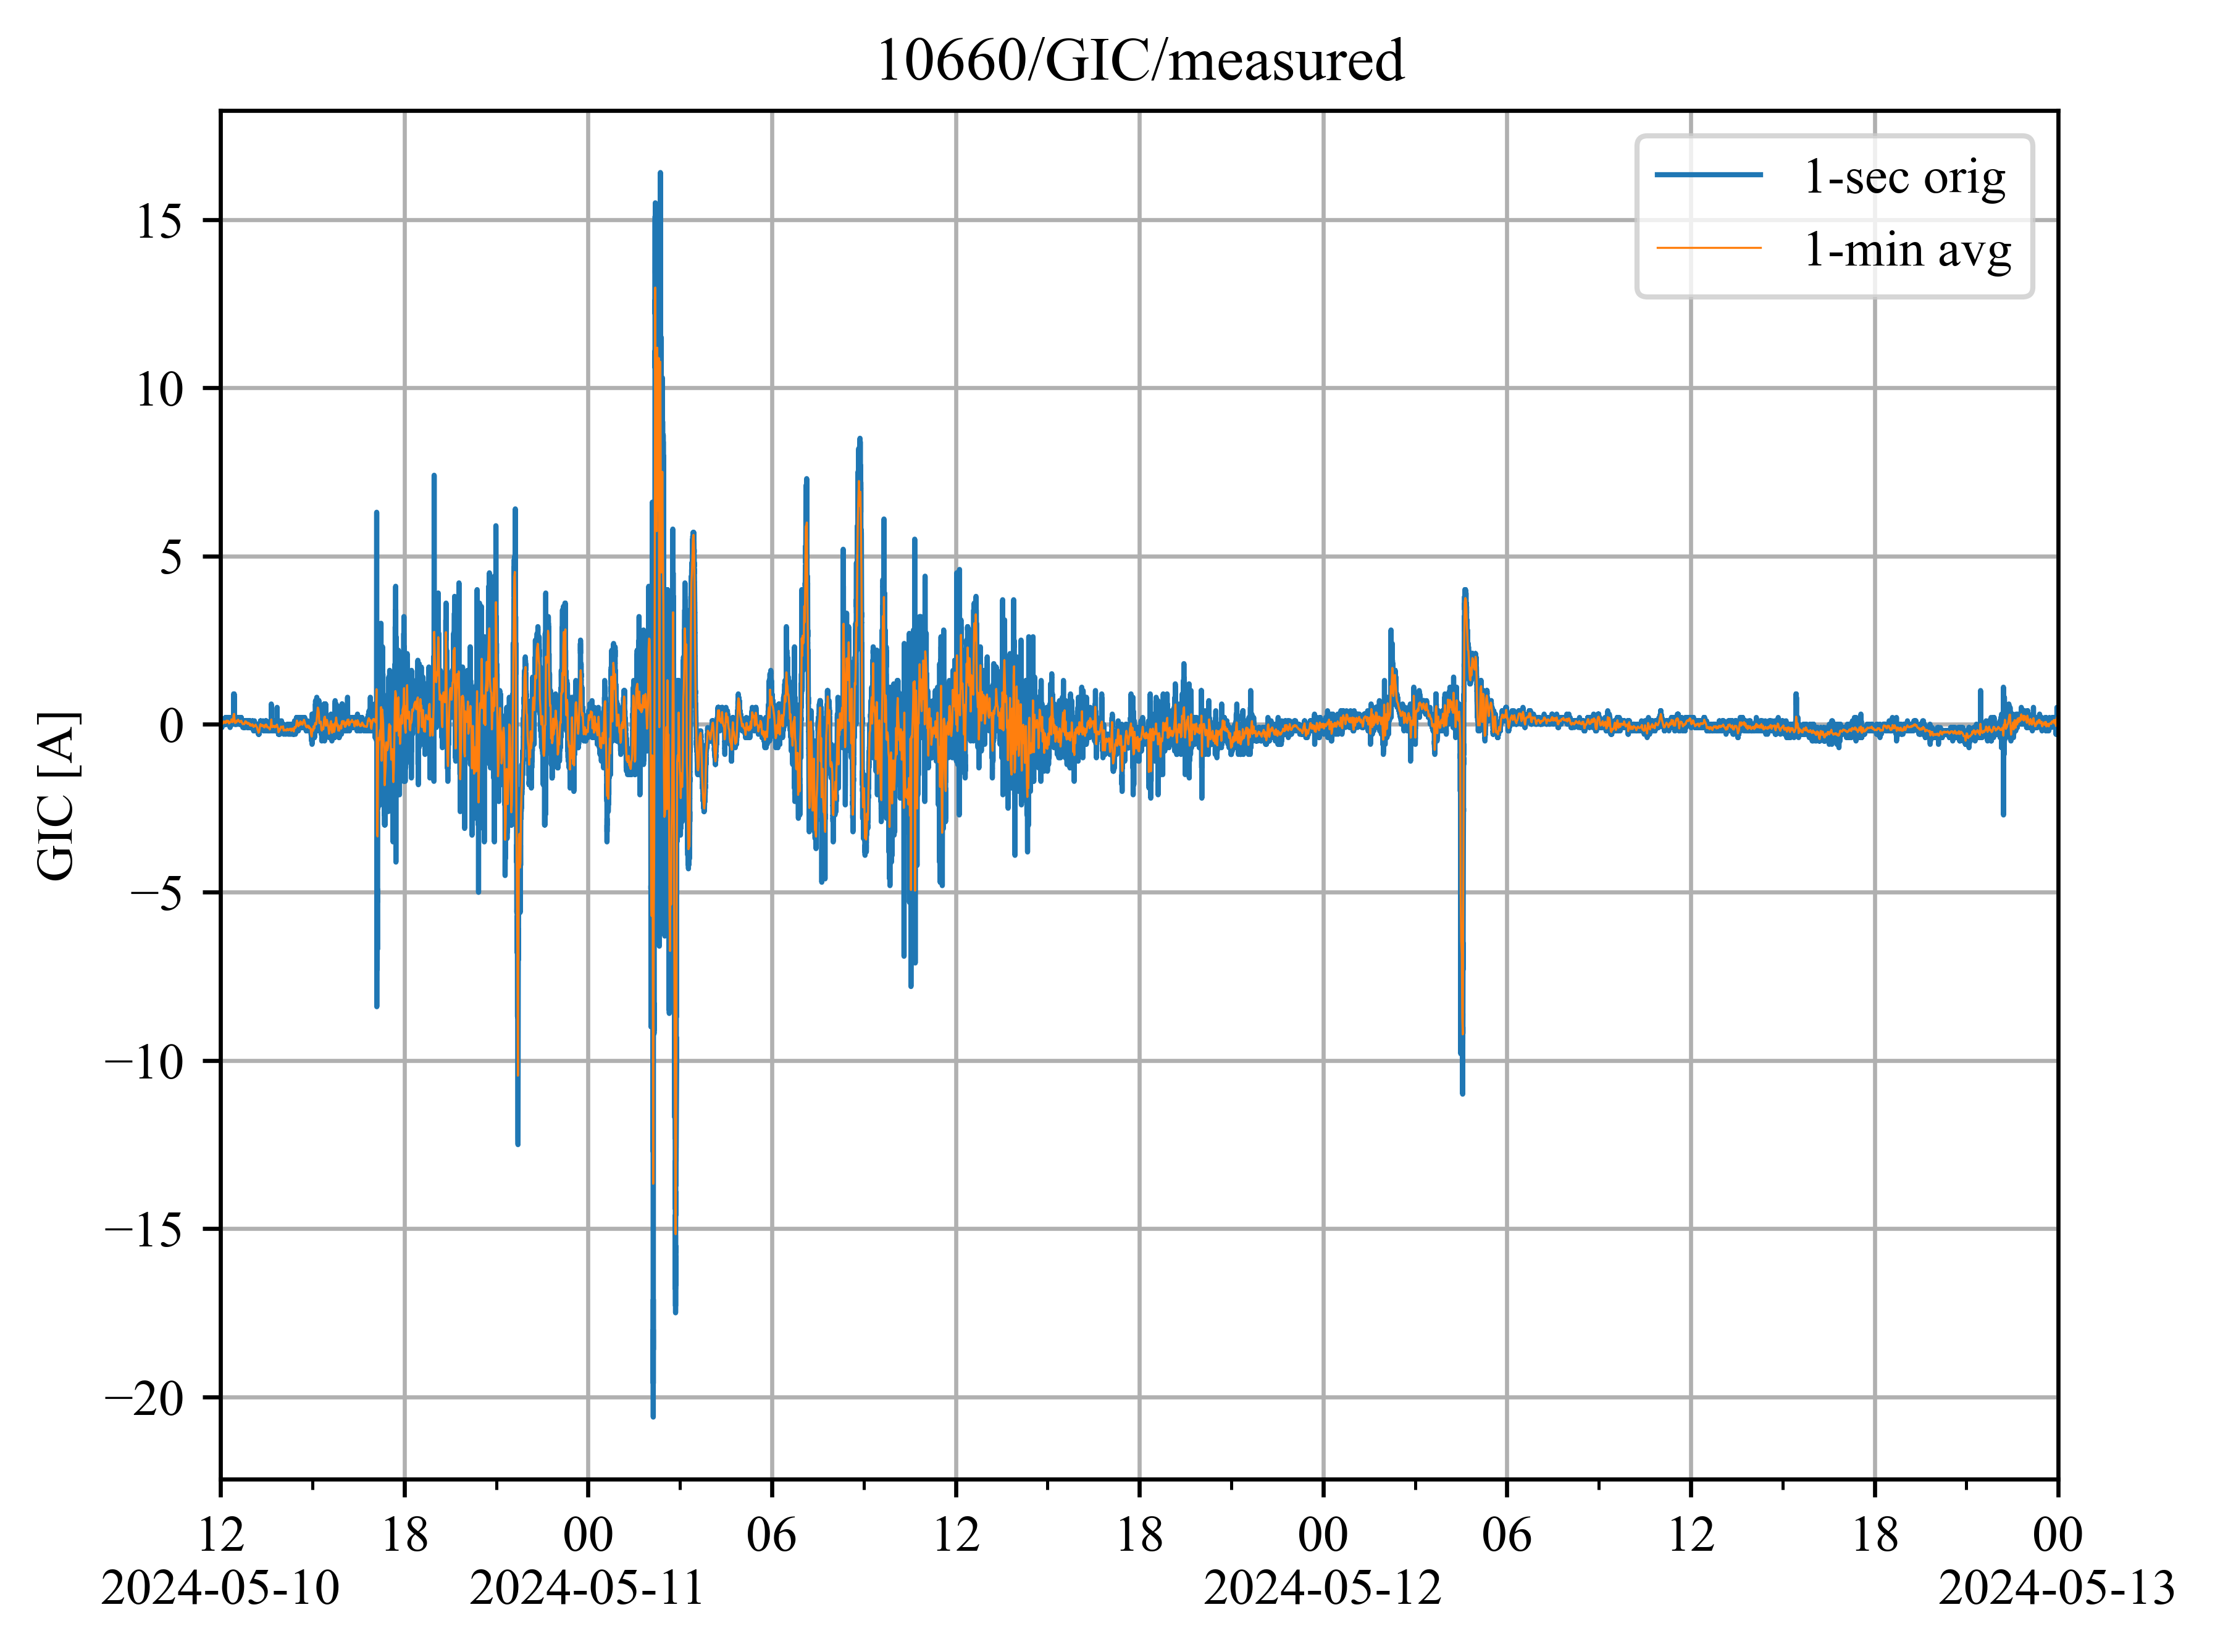 10660/GIC/measured
1-sec orig
1-min avg
GIC [A]
15
10
5
0
−5
−10
−15
−20
12 18 00 06 12 18 00 06 12 18 00
2024-05-10 2024-05-11 2024-05-12 2024-05-13